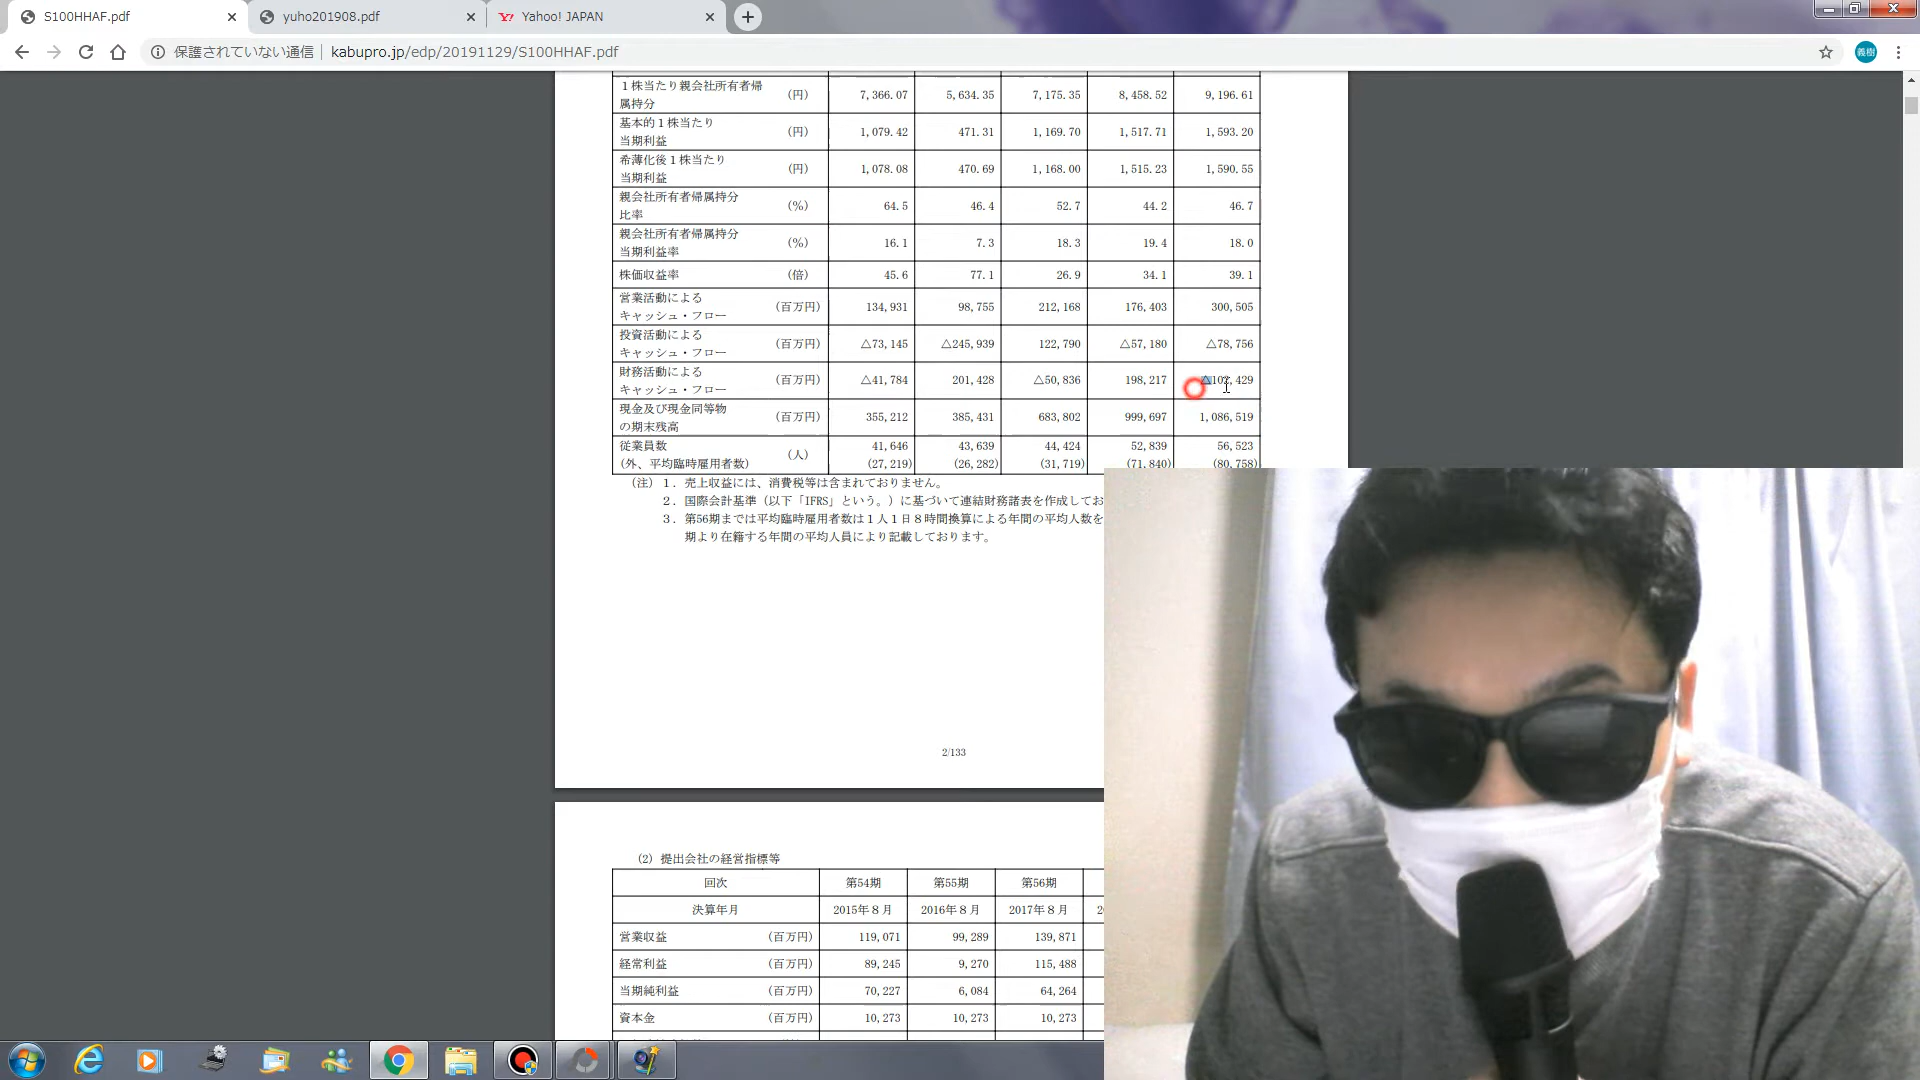 S100HHAF.pdf yuho201908.pdf Yahoo! JAPAN
保護されていない通信 | kabupro.jp/edp/20191129/S100HHAF.pdf 義樹
１株当たり親会社所有者帰属持分 (円) 7,366.07 5,634.35 7,175.35 8,458.52 9,196.61
基本的１株当たり当期利益 (円) 1,079.42 471.31 1,169.70 1,517.71 1,593.20
希薄化後１株当たり当期利益 (円) 1,078.08 470.69 1,168.00 1,515.23 1,590.55
親会社所有者帰属持分比率 (%) 64.5 46.4 52.7 44.2 46.7
親会社所有者帰属持分当期利益率 (%) 16.1 7.3 18.3 19.4 18.0
株価収益率 (倍) 45.6 77.1 26.9 34.1 39.1
営業活動によるキャッシュ・フロー (百万円) 134,931 98,755 212,168 176,403 300,505
投資活動によるキャッシュ・フロー (百万円) △73,145 △245,939 122,790 △57,180 △78,756
財務活動によるキャッシュ・フロー (百万円) △41,784 201,428 △50,836 198,217 △102,429
現金及び現金同等物の期末残高 (百万円) 355,212 385,431 683,802 999,697 1,086,519
従業員数 (人) 41,646 43,639 44,424 52,839 56,523
(外、平均臨時雇用者数) (27,219) (26,282) (31,719) (71,840) (80,758)
(注) １．売上収益には、消費税等は含まれておりません。
２．国際会計基準（以下「IFRS」という。）に基づいて連結財務諸表を作成してお
３．第56期までは平均臨時雇用者数は１人１日８時間換算による年間の平均人数を
期より在籍する年間の平均人員により記載しております。
2/133
(2) 提出会社の経営指標等
回次 第54期 第55期 第56期
決算年月 2015年８月 2016年８月 2017年８月
営業収益 (百万円) 119,071 99,289 139,871
経常利益 (百万円) 89,245 9,270 115,488
当期純利益 (百万円) 70,227 6,084 64,264
資本金 (百万円) 10,273 10,273 10,273